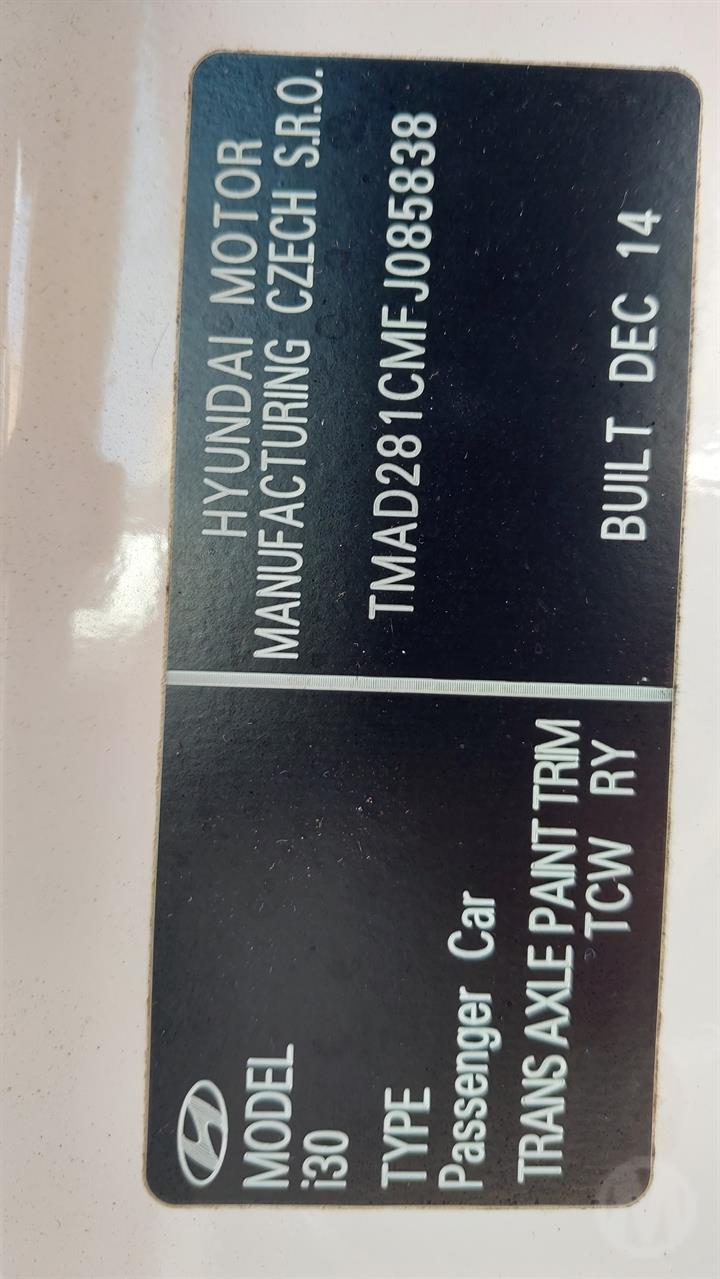 MODEL
i30
TYPE
Passenger Car
TRANS AXLE PAINT TRIM
TCW RY
HYUNDAI MOTOR
MANUFACTURING CZECH S.R.O.
TMAD281CMFJ085838
BUILT DEC 14